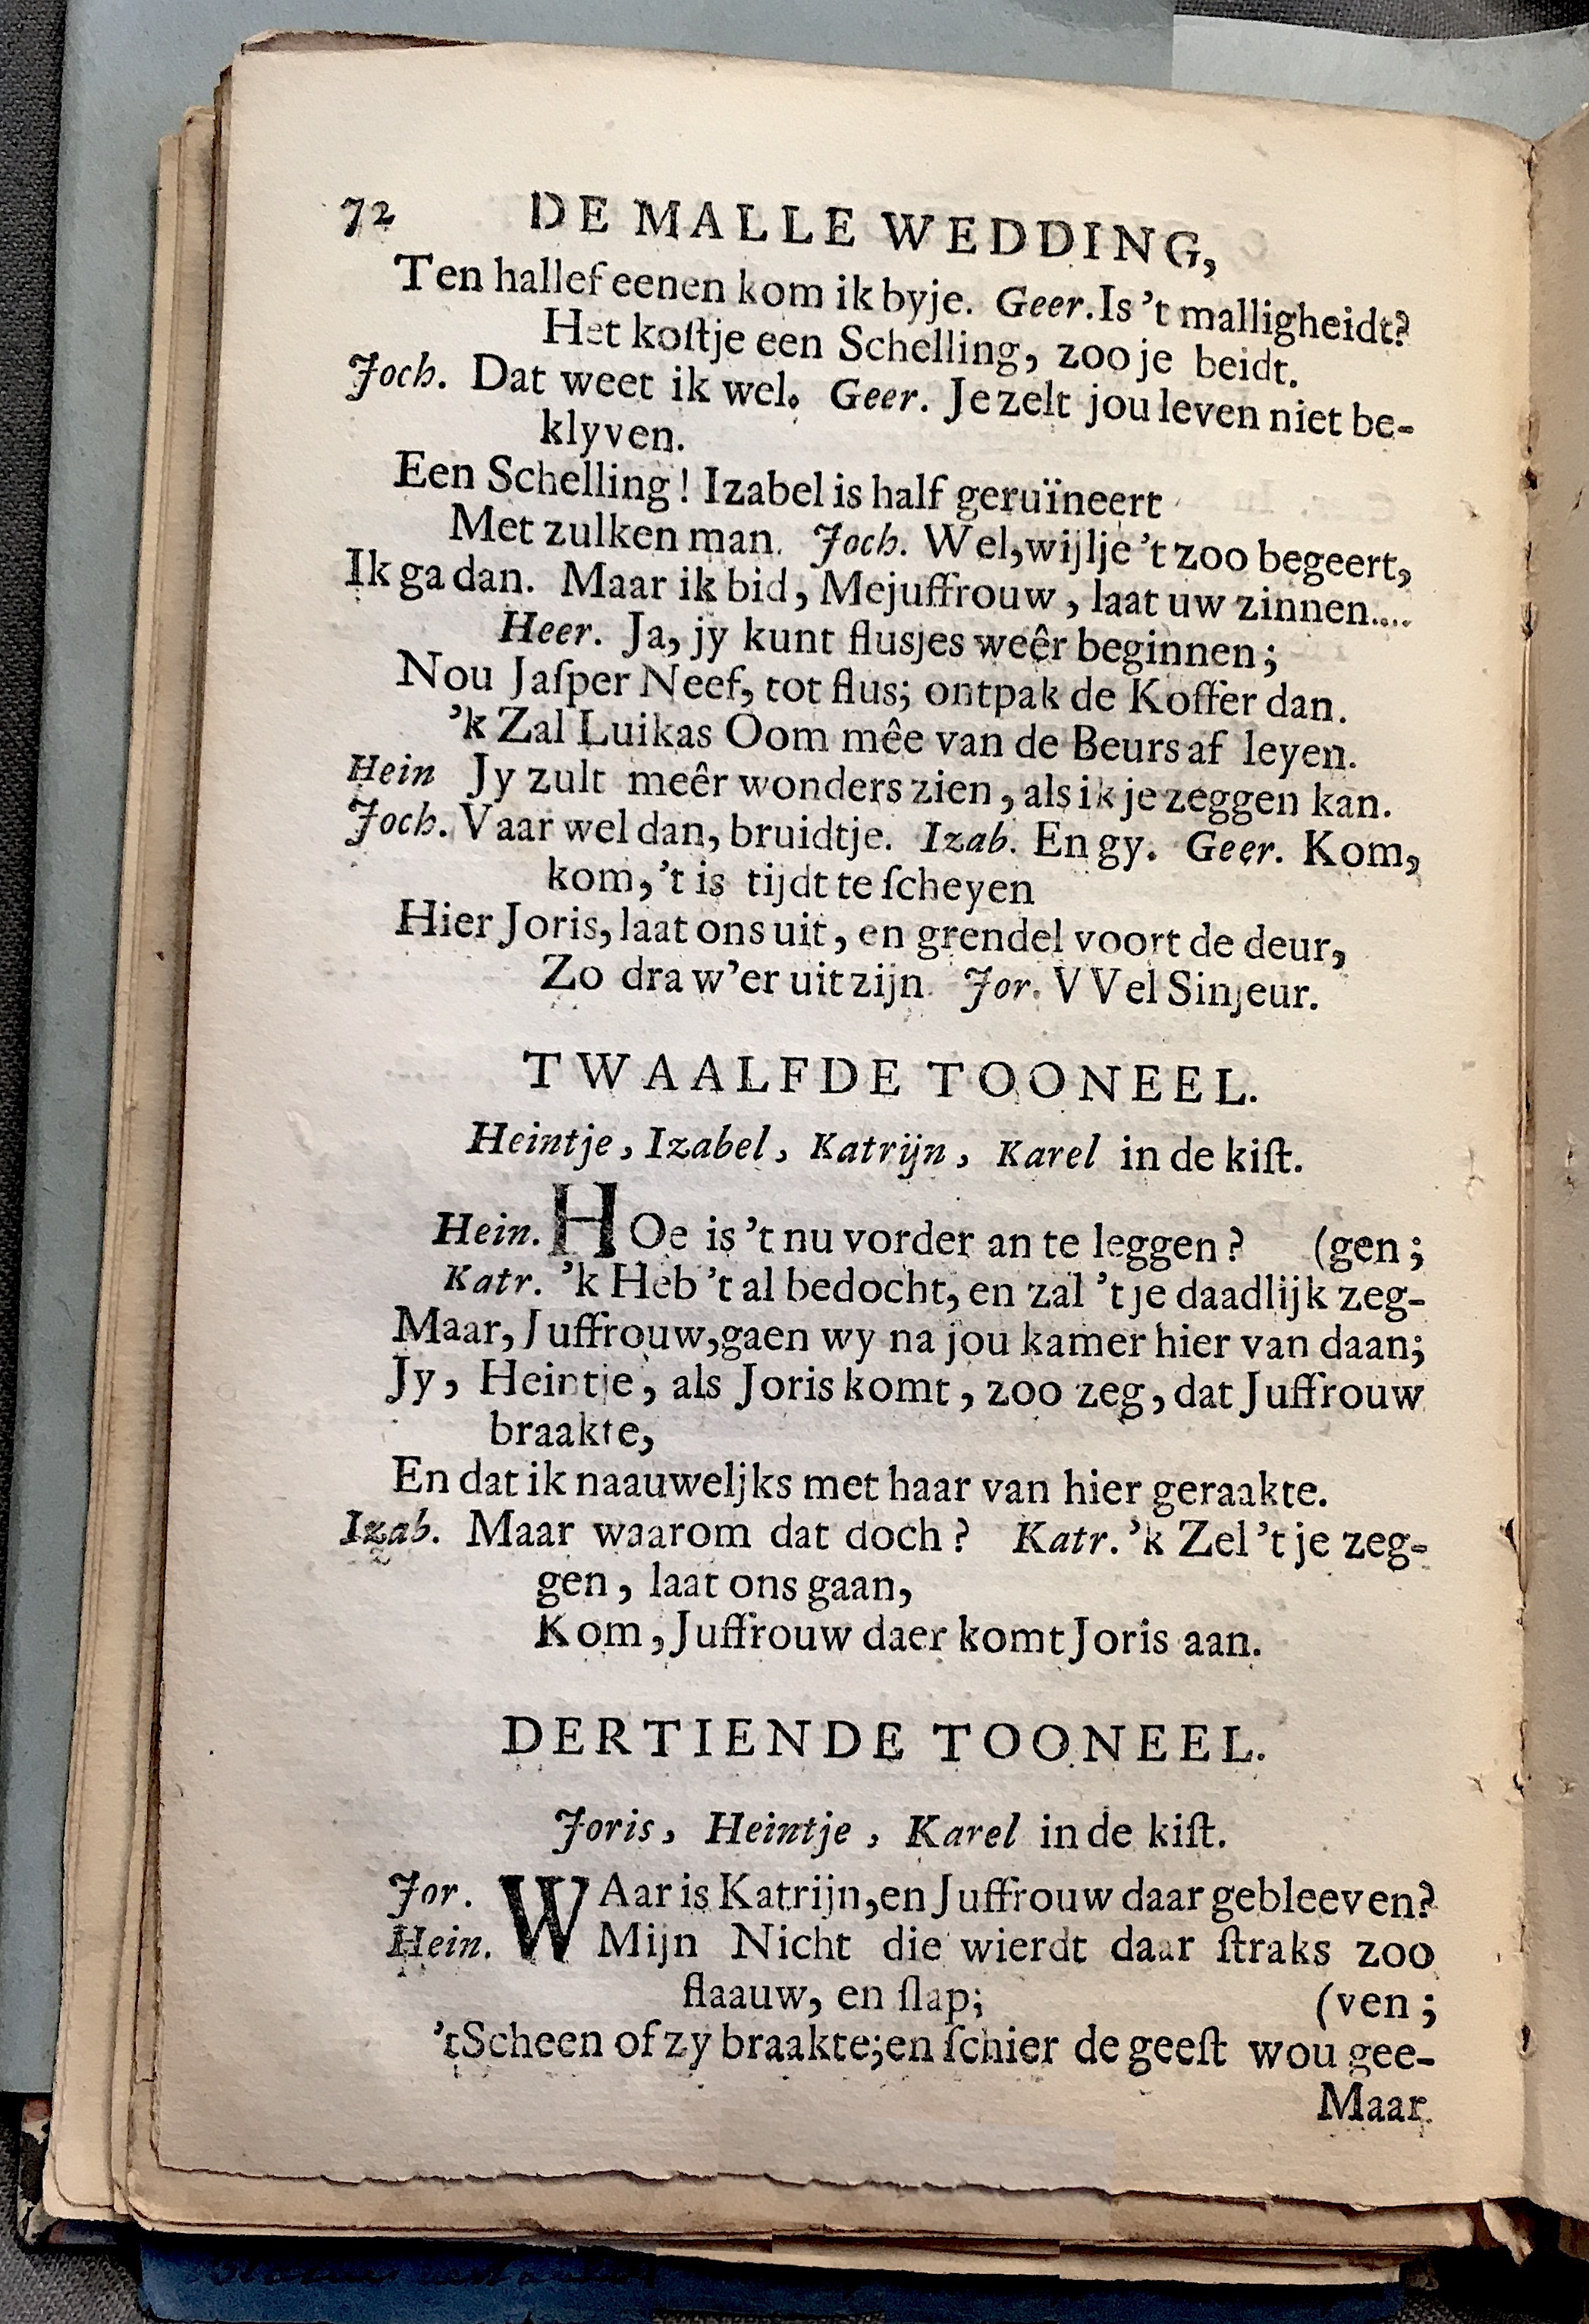 72 DE MALLE WEDDING,
Ten hallef eenen kom ik byje. Geer. Is 't malligheidt?
Het koſtje een Schelling, zoo je beidt.
Joch. Dat weet ik wel. Geer. Je zelt jou leven niet be-
klyven.
Een Schelling! Izabel is half geruïneert
Met zulken man. Joch. Wel, wijlje 't zoo begeert,
Ik ga dan. Maar ik bid, Mejuffrouw, laat uw zinnen....
Heer. Ja, jy kunt flusjes weêr beginnen;
Nou Jaſper Neef, tot flus; ontpak de Koffer dan.
'k Zal Luikas Oom mêe van de Beurs af leyen.
Hein Jy zult meêr wonders zien, als ik je zeggen kan.
Joch. Vaar wel dan, bruidtje. Izab. En gy. Geer. Kom,
kom, 't is tijdt te ſcheyen
Hier Joris, laat ons uit, en grendel voort de deur,
Zo dra w'er uit zijn. Jor. VVel Sinjeur.
TWAALFDE TOONEEL.
Heintje, Izabel, Katrijn, Karel in de kiſt.
Hein. HOe is 't nu vorder an te leggen? (gen;
Katr. 'k Heb 't al bedocht, en zal 't je daadlijk zeg-
Maar, Juffrouw, gaen wy na jou kamer hier van daan;
Jy, Heintje, als Joris komt, zoo zeg, dat Juffrouw
braakte,
En dat ik naauweljks met haar van hier geraakte.
Izab. Maar waarom dat doch? Katr. 'k Zel 't je zeg-
gen, laat ons gaan,
Kom, Juffrouw daer komt Joris aan.
DERTIENDE TOONEEL.
Joris, Heintje, Karel in de kiſt.
Jor. WAar is Katrijn, en Juffrouw daar gebleeven?
Hein. Mijn Nicht die wierdt daar ſtraks zoo
flaauw, en ſlap; (ven;
't Scheen of zy braakte; en ſchier de geeſt wou gee-
Maar